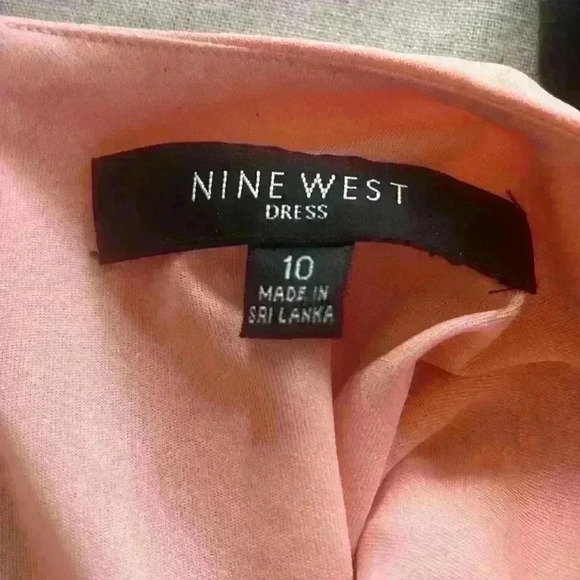 NINE WEST
DRESS
10
MADE IN
SRI LANKA